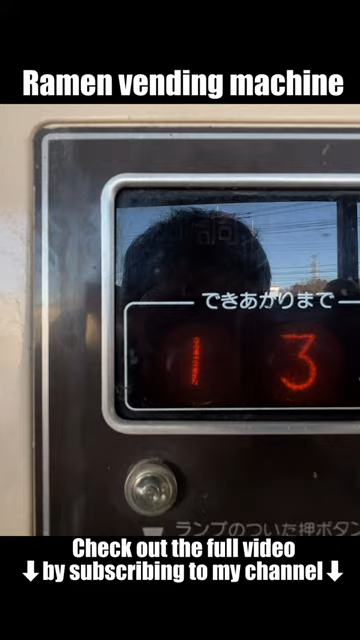 Ramen vending machine
できあがりまで
1 3
ランプのついた押ボタン
Check out the full video
⬇by subscribing to my channel⬇